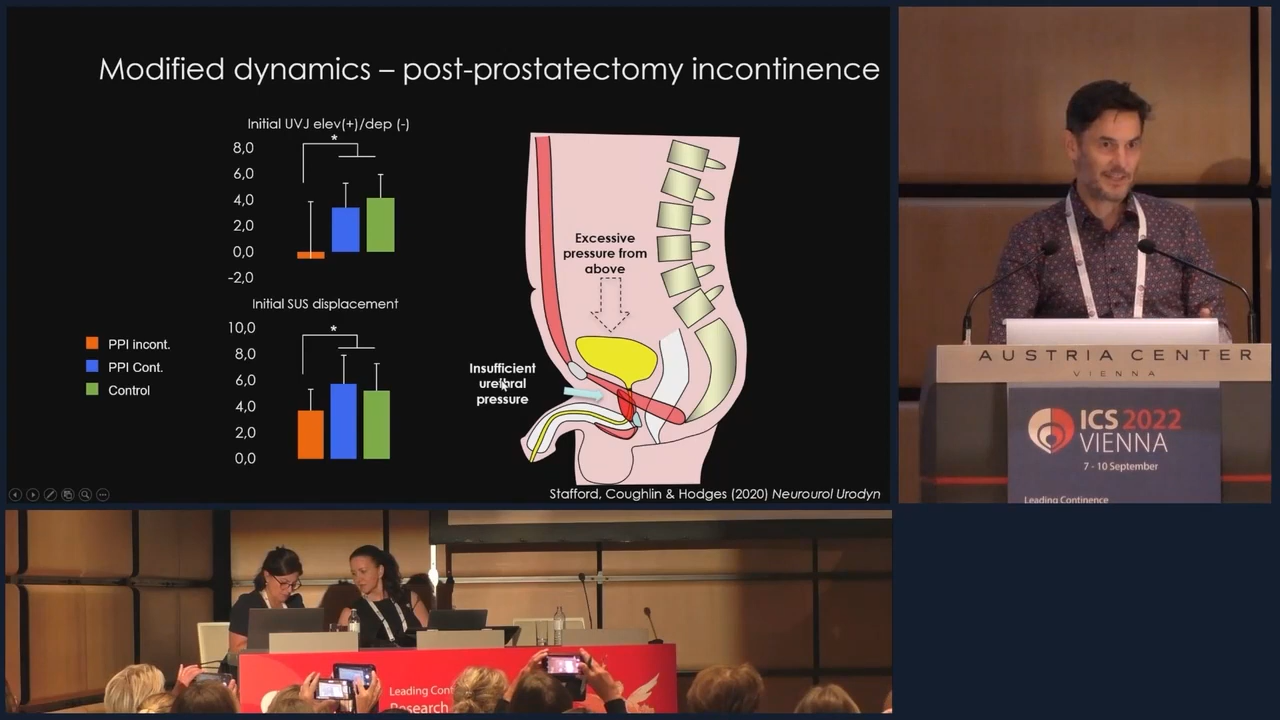 Modified dynamics – post-prostatectomy incontinence
Initial UVJ elev(+)/dep (-)
*
8,0
6,0
4,0
2,0
0,0
-2,0
Initial SUS displacement
*
10,0
8,0
6,0
4,0
2,0
0,0
PPI incont.
PPI Cont.
Control
Excessive
pressure from
above
Insufficient
urethral
pressure
Stafford, Coughlin & Hodges (2020) Neurourol Urodyn
AUSTRIA CENTER
VIENNA
ICS 2022
VIENNA
7 - 10 September
Leading Continence
Leading Cont
Research